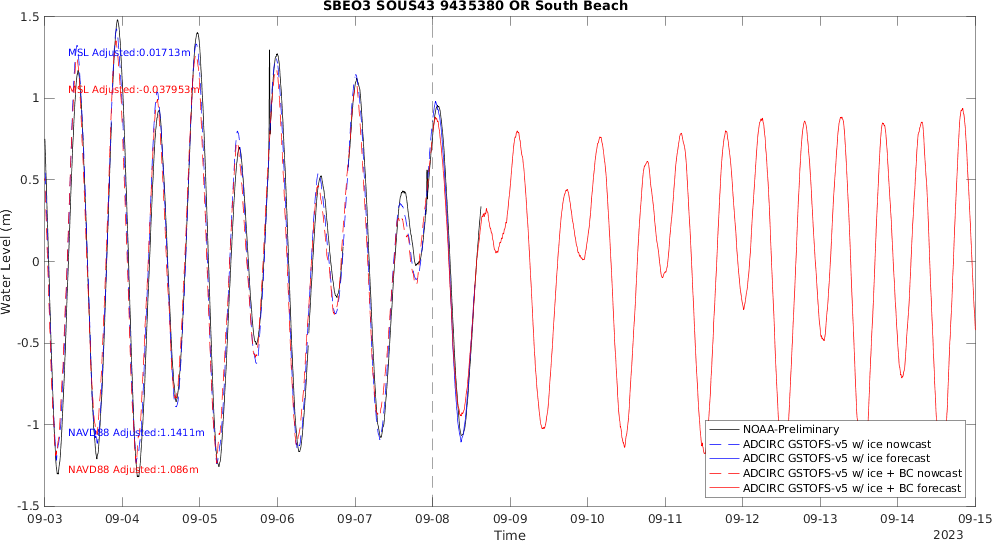 SBEO3 SOUS43 9435380 OR South Beach
1.5
MSL Adjusted:0.01713m
1
MSL Adjusted:-0.037953m
0.5
0
Water Level (m)
-0.5
-1
NAVD88 Adjusted:1.1411m
NAVD88 Adjusted:1.086m
NOAA-Preliminary
ADCIRC GSTOFS-v5 w/ ice nowcast
ADCIRC GSTOFS-v5 w/ ice forecast
ADCIRC GSTOFS-v5 w/ ice + BC nowcast
ADCIRC GSTOFS-v5 w/ ice + BC forecast
-1.5
09-03 09-04 09-05 09-06 09-07 09-08 09-09 09-10 09-11 09-12 09-13 09-14 09-15
Time
2023